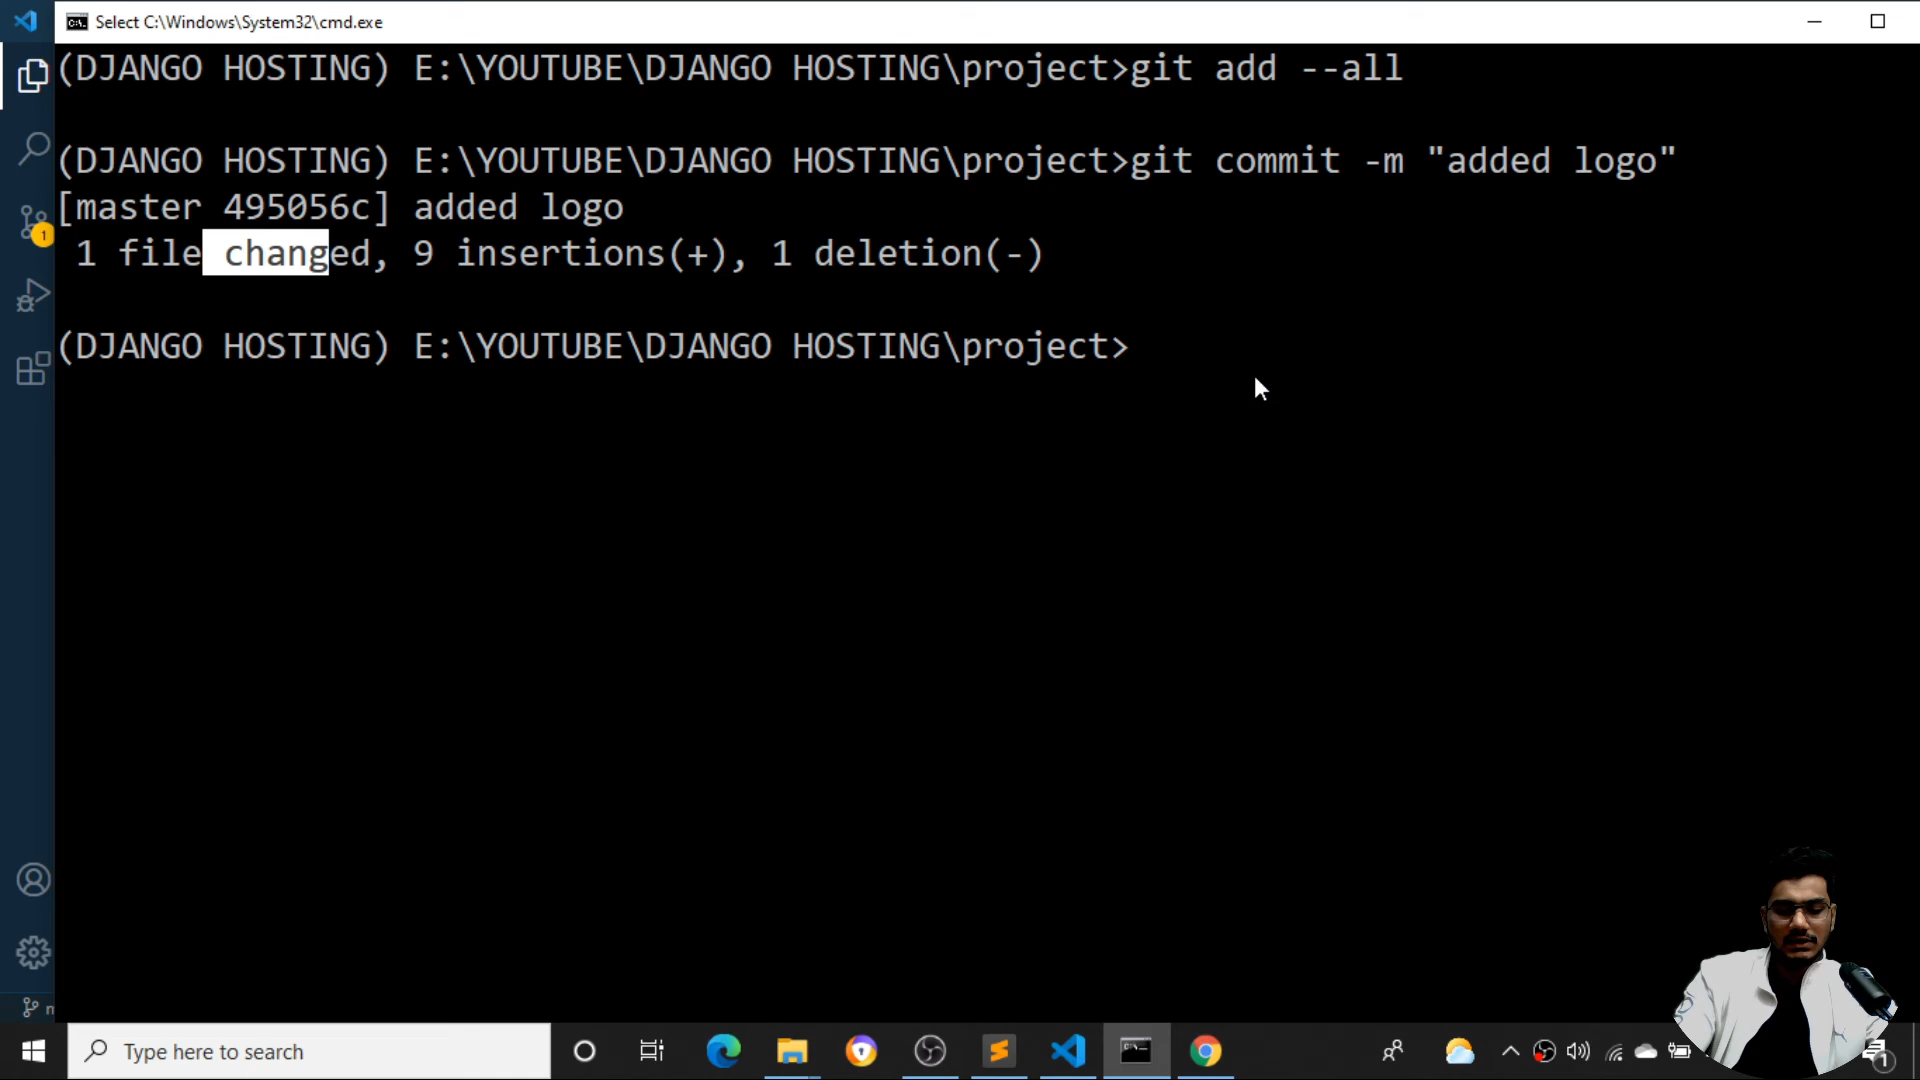 Select C:\Windows\System32\cmd.exe
(DJANGO HOSTING) E:\YOUTUBE\DJANGO HOSTING\project>git add --all
(DJANGO HOSTING) E:\YOUTUBE\DJANGO HOSTING\project>git commit -m "added logo"
[master 495056c] added logo
1 file changed, 9 insertions(+), 1 deletion(-)
1
(DJANGO HOSTING) E:\YOUTUBE\DJANGO HOSTING\project>
Type here to search
1